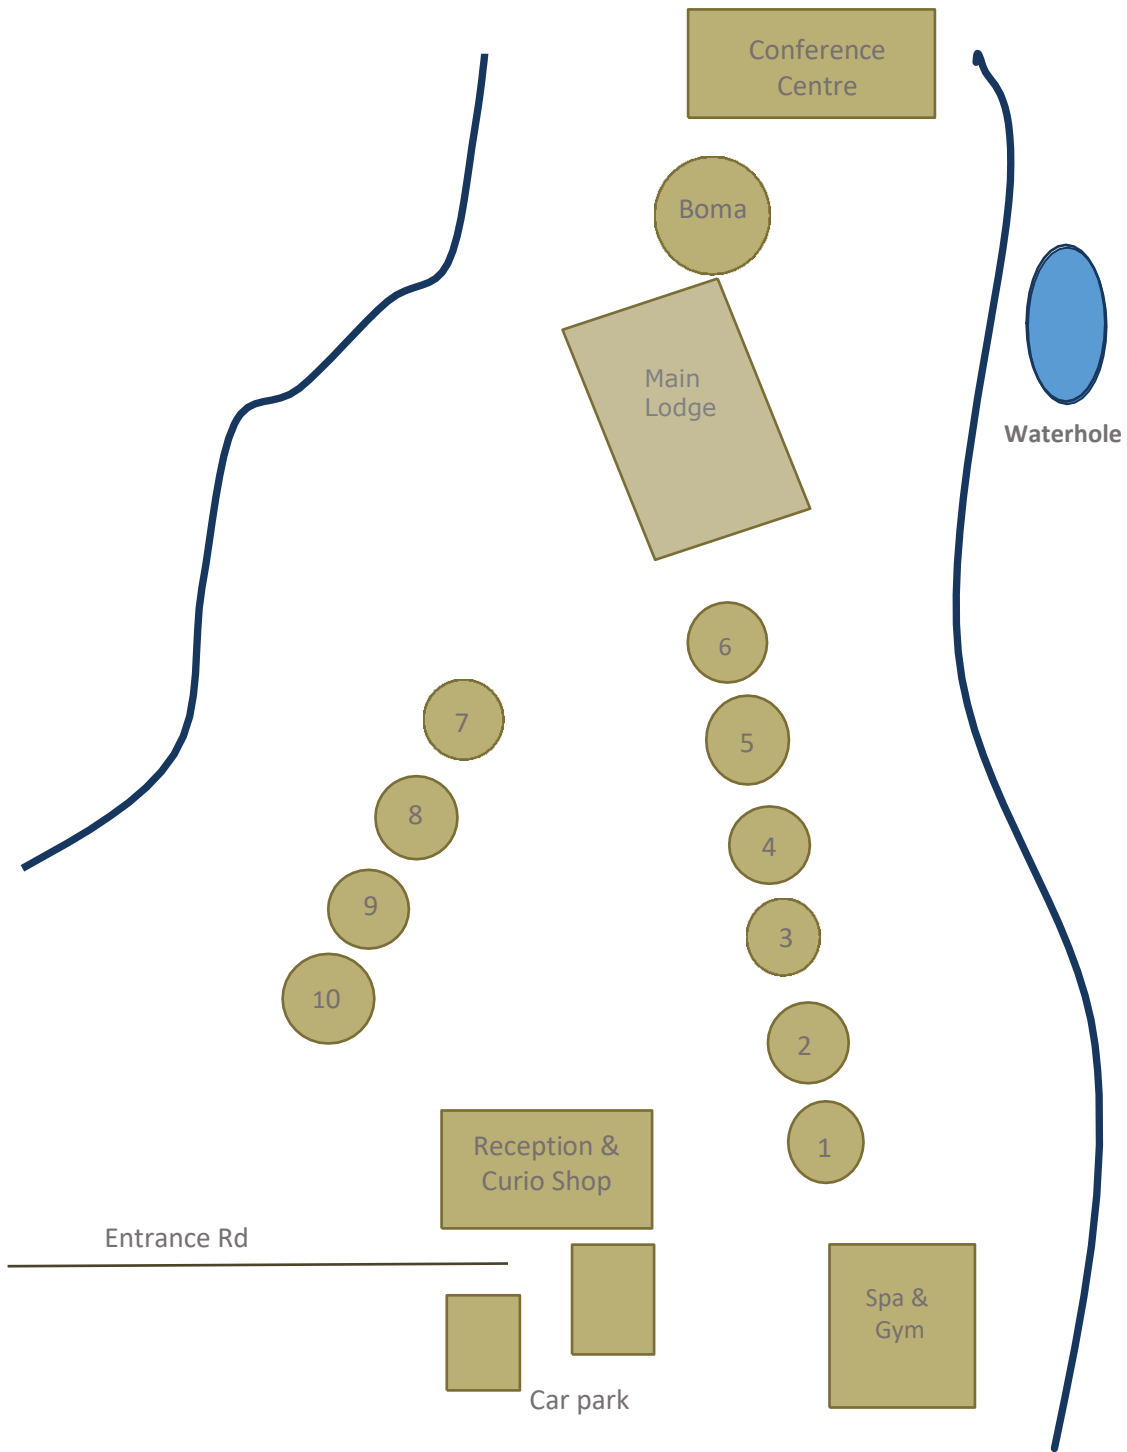 Conference
Centre
Boma
Main
Lodge
Waterhole
6
7
5
8
4
9
3
10
2
1
Reception &
Curio Shop
Entrance Rd
Spa &
Gym
Car park